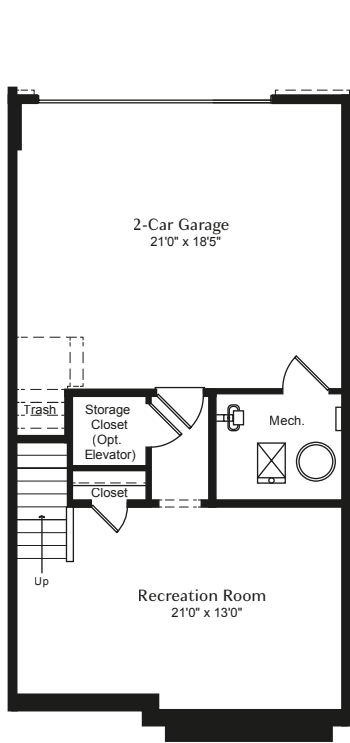 2-Car Garage
21'0" x 18'5"
Trash
Storage
Closet
(Opt.
Elevator)
Mech.
Closet
Up
Recreation Room
21'0" x 13'0"